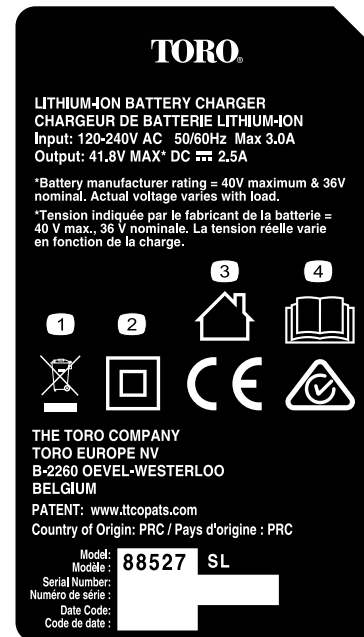 TORO®
LITHIUM-ION BATTERY CHARGER
CHARGEUR DE BATTERIE LITHIUM-ION
Input: 120-240V AC 50/60Hz Max 3.0A
Output: 41.8V MAX* DC ⎓ 2.5A
*Battery manufacturer rating = 40V maximum & 36V
nominal. Actual voltage varies with load.
*Tension indiquée par le fabricant de la batterie =
40 V max., 36 V nominale. La tension réelle varie
en fonction de la charge.
3 4
1 2
CE
THE TORO COMPANY
TORO EUROPE NV
B-2260 OEVEL-WESTERLOO
BELGIUM
PATENT: www.ttcopats.com
Country of Origin: PRC / Pays d'origine : PRC
Model:
Modèle : 88527 SL
Serial Number:
Numéro de série :
Date Code:
Code de date :